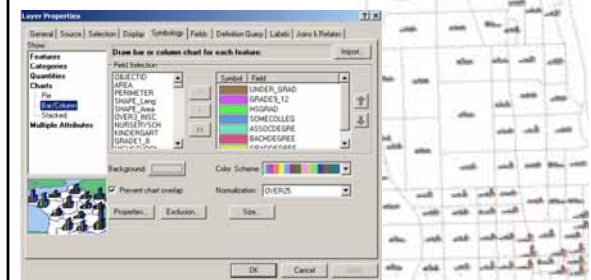 Layer Properties
General Source Selection Display Symbology Fields Definition Query Labels Joins & Relates
Show:
Features
Categories
Quantities
Charts
Pie
Bar/Column
Stacked
Multiple Attributes
Draw bar or column chart for each feature.
Import...
Field Selection
OBJECTID
AREA
PERIMETER
SHAPE_Leng
SHAPE_Area
OVER3_INSC
NURSERYSCH
KINDERGART
GRADE1_8
Symbol Field
UNDER_GRAD
GRADE9_12
HSGRAD
SOMECOLLEG
ASSOCDEGRE
BACHDEGREE
GRADDEGREE
Background:
Color Scheme:
Prevent chart overlap
Normalization: OVER25
Properties... Exclusion... Size...
OK Cancel Apply